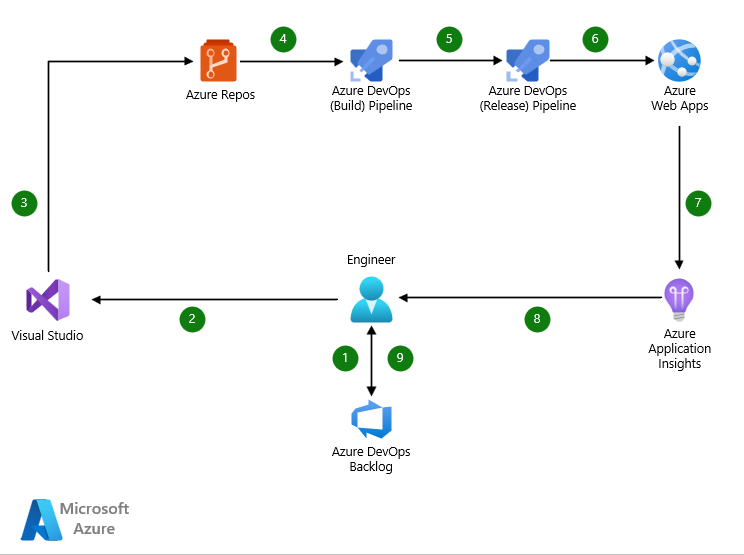 4
5
6
Azure Repos
Azure DevOps
(Build) Pipeline
Azure DevOps
(Release) Pipeline
Azure
Web Apps
3
7
Engineer
Visual Studio
2
8
Azure
Application
Insights
1
9
Azure DevOps
Backlog
Microsoft
Azure